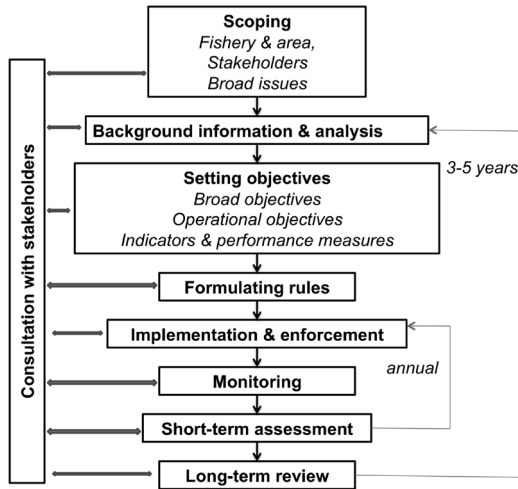 Scoping
Fishery & area,
Stakeholders
Broad issues
Consultation with stakeholders
Background information & analysis
3-5 years
Setting objectives
Broad objectives
Operational objectives
Indicators & performance measures
Formulating rules
Implementation & enforcement
annual
Monitoring
Short-term assessment
Long-term review